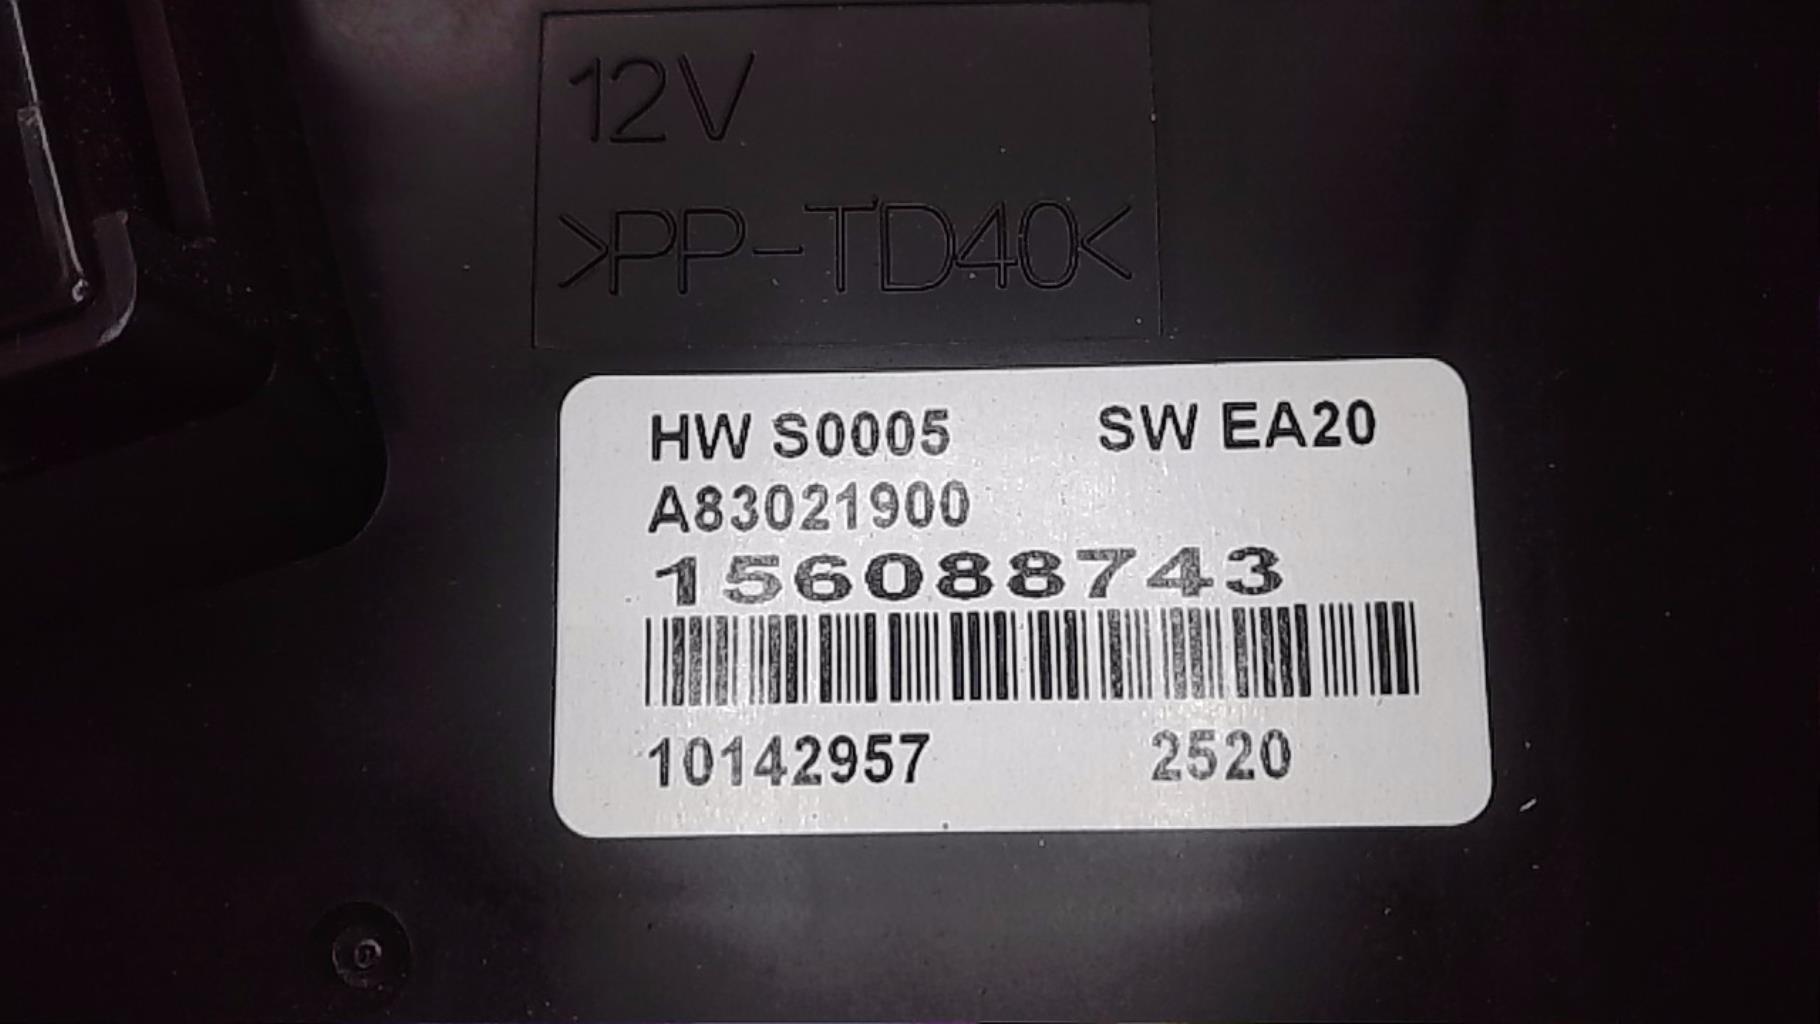 12V
>PP-TD40<
HW S0005 SW EA20
A83021900
156088743
10142957 2520